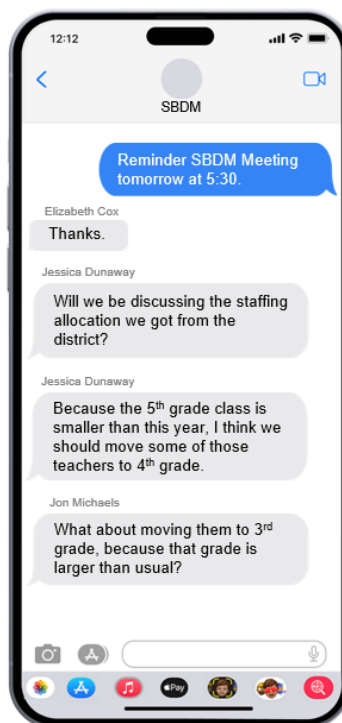 12:12
SBDM
Reminder SBDM Meeting
tomorrow at 5:30.
Elizabeth Cox
Thanks.
Jessica Dunaway
Will we be discussing the staffing
allocation we got from the
district?
Jessica Dunaway
Because the 5th grade class is
smaller than this year, I think we
should move some of those
teachers to 4th grade.
Jon Michaels
What about moving them to 3rd
grade, because that grade is
larger than usual?
Pay